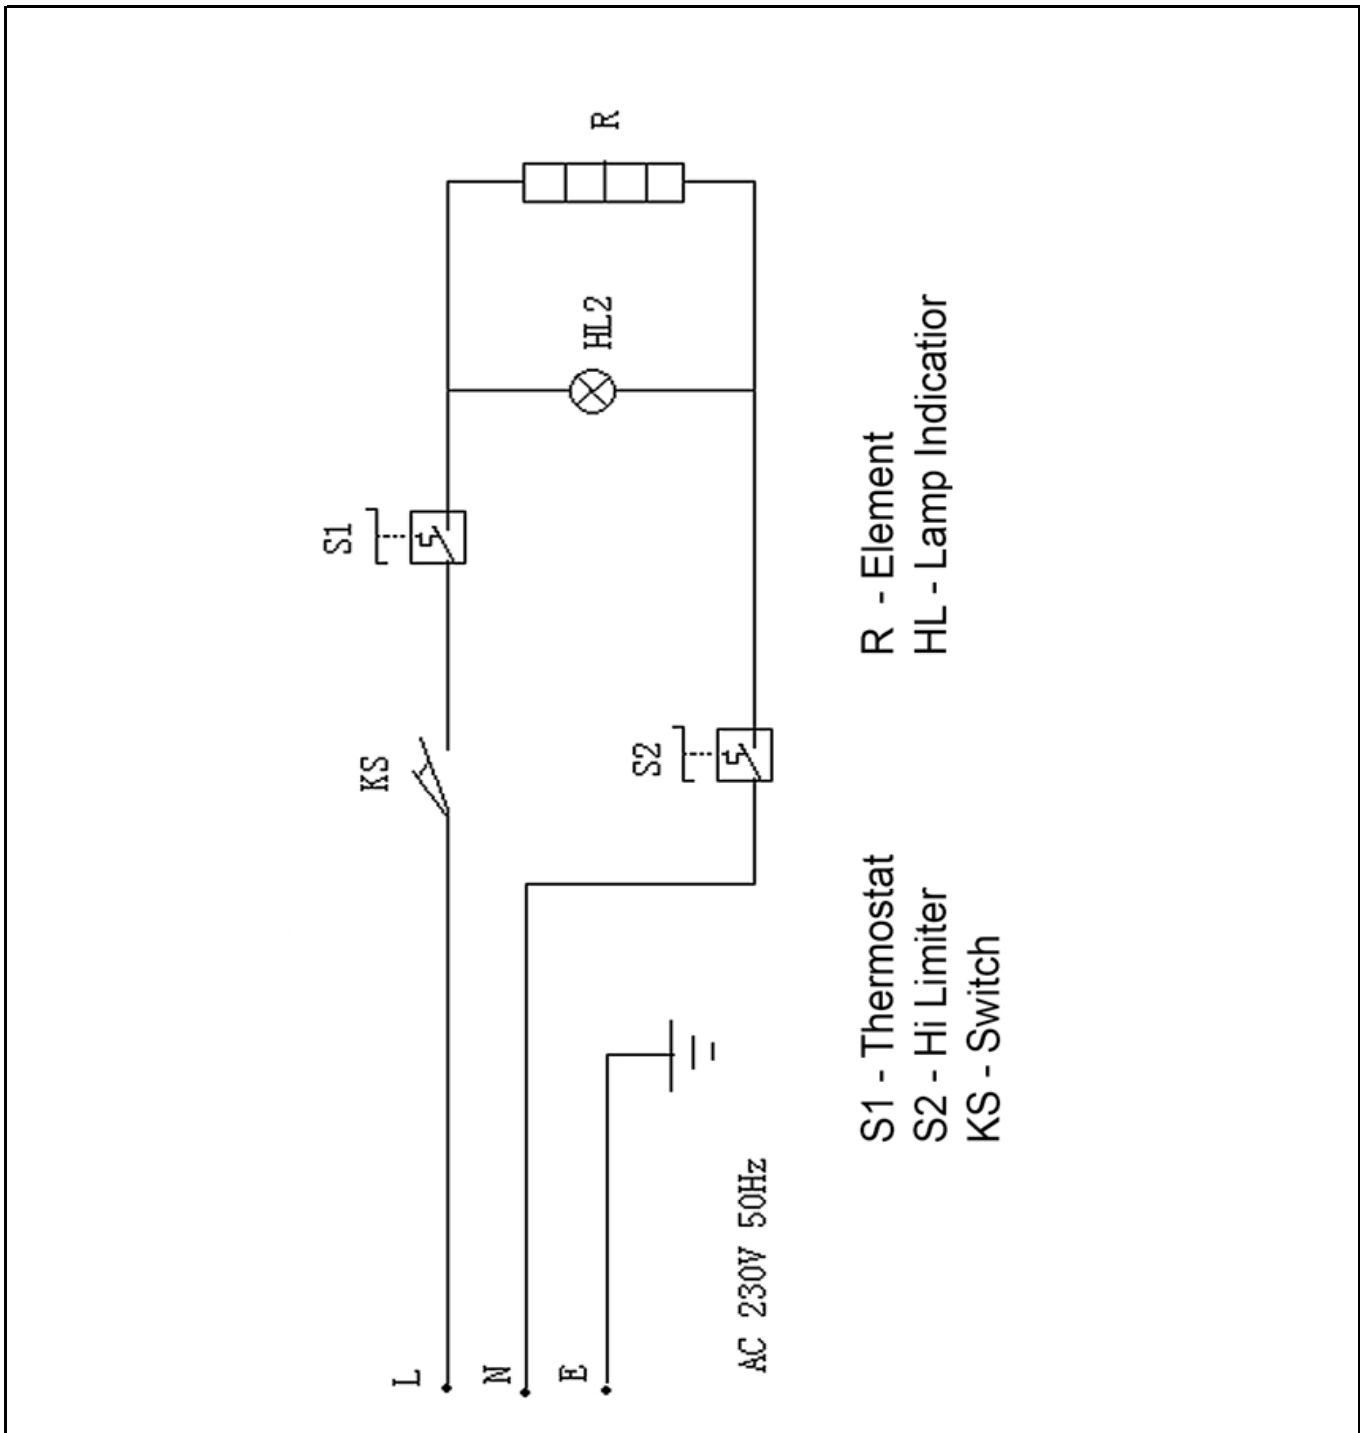 L
N
E
AC 230V 50Hz
KS
S1
S2
HL2
R
S1 - Thermostat
S2 - Hi Limiter
KS - Switch
R - Element
HL - Lamp Indicatior